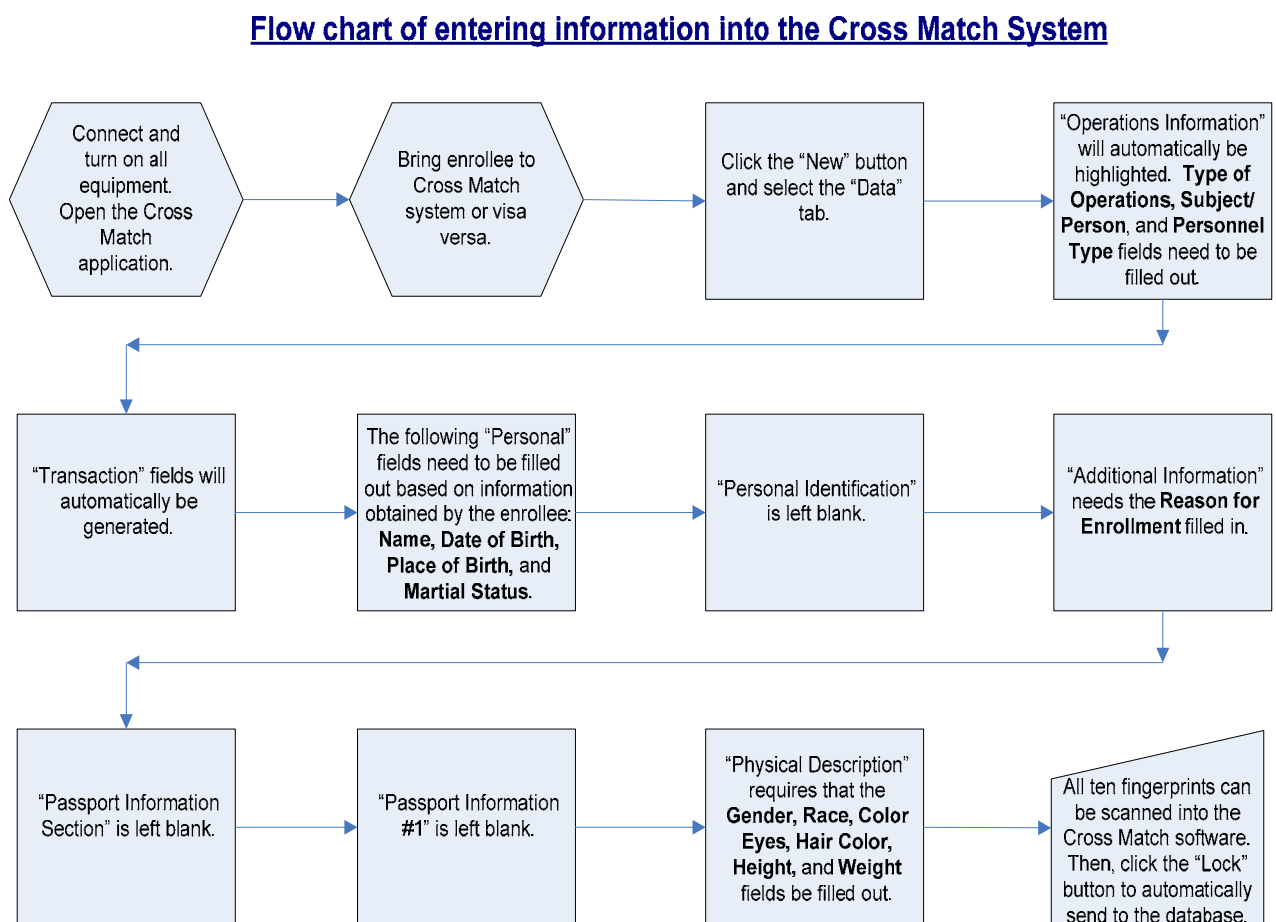 Flow chart of entering information into the Cross Match System
Connect and
turn on all
equipment.
Open the Cross
Match
application.
Bring enrollee to
Cross Match
system or visa
versa.
Click the “New” button
and select the “Data”
tab.
“Operations Information”
will automatically be
highlighted. Type of
Operations, Subject/
Person, and Personnel
Type fields need to be
filled out.
“Transaction” fields will
automatically be
generated.
The following “Personal”
fields need to be filled
out based on information
obtained by the enrollee:
Name, Date of Birth,
Place of Birth, and
Martial Status.
“Personal Identification”
is left blank.
“Additional Information”
needs the Reason for
Enrollment filled in.
“Passport Information
Section” is left blank.
“Passport Information
#1” is left blank.
“Physical Description”
requires that the
Gender, Race, Color
Eyes, Hair Color,
Height, and Weight
fields be filled out.
All ten fingerprints can
be scanned into the
Cross Match software.
Then, click the “Lock”
button to automatically
send to the database.